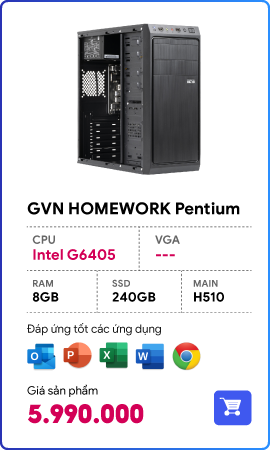 GVN HOMEWORK Pentium
CPU
Intel G6405
VGA
---
RAM
8GB
SSD
240GB
MAIN
H510
Đáp ứng tốt các ứng dụng
Giá sản phẩm
5.990.000